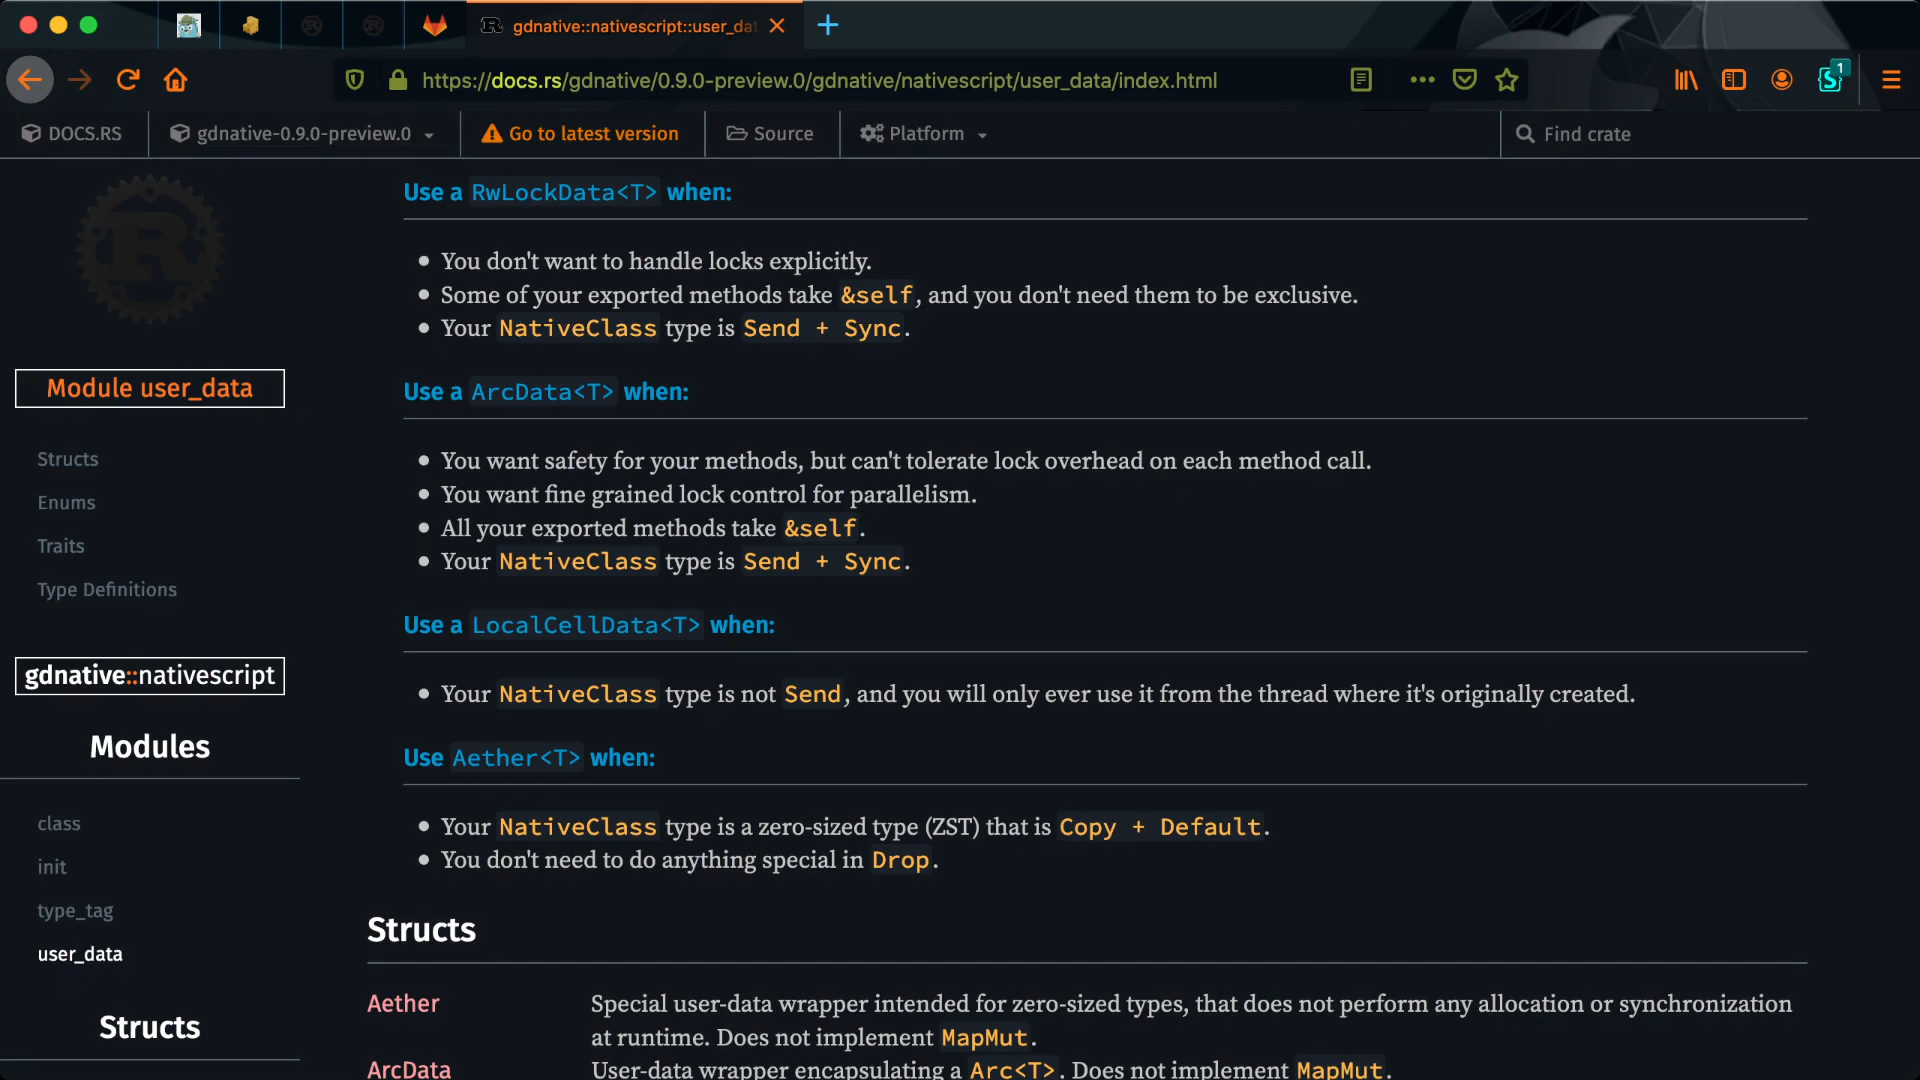 gdnative::nativescript::user_dat
https://docs.rs/gdnative/0.9.0-preview.0/gdnative/nativescript/user_data/index.html
1
DOCS.RS
gdnative-0.9.0-preview.0
Go to latest version
Source
Platform
Find crate
Module user_data
Structs
Enums
Traits
Type Definitions
gdnative::nativescript
Modules
class
init
type_tag
user_data
Structs
Use a RwLockData<T> when:
You don't want to handle locks explicitly.
Some of your exported methods take &self, and you don't need them to be exclusive.
Your NativeClass type is Send + Sync.
Use a ArcData<T> when:
You want safety for your methods, but can't tolerate lock overhead on each method call.
You want fine grained lock control for parallelism.
All your exported methods take &self.
Your NativeClass type is Send + Sync.
Use a LocalCellData<T> when:
Your NativeClass type is not Send, and you will only ever use it from the thread where it's originally created.
Use Aether<T> when:
Your NativeClass type is a zero-sized type (ZST) that is Copy + Default.
You don't need to do anything special in Drop.
Structs
Aether
Special user-data wrapper intended for zero-sized types, that does not perform any allocation or synchronization
at runtime. Does not implement MapMut.
ArcData
User-data wrapper encapsulating a Arc<T>. Does not implement MapMut.